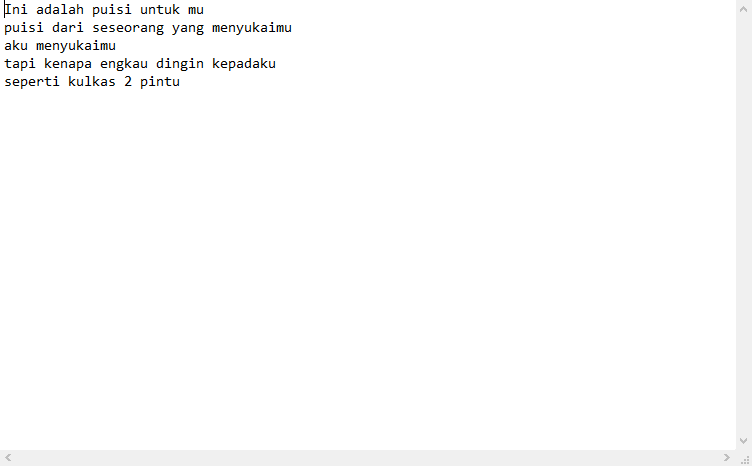 Ini adalah puisi untuk mu
puisi dari seseorang yang menyukaimu
aku menyukaimu
tapi kenapa engkau dingin kepadaku
seperti kulkas 2 pintu